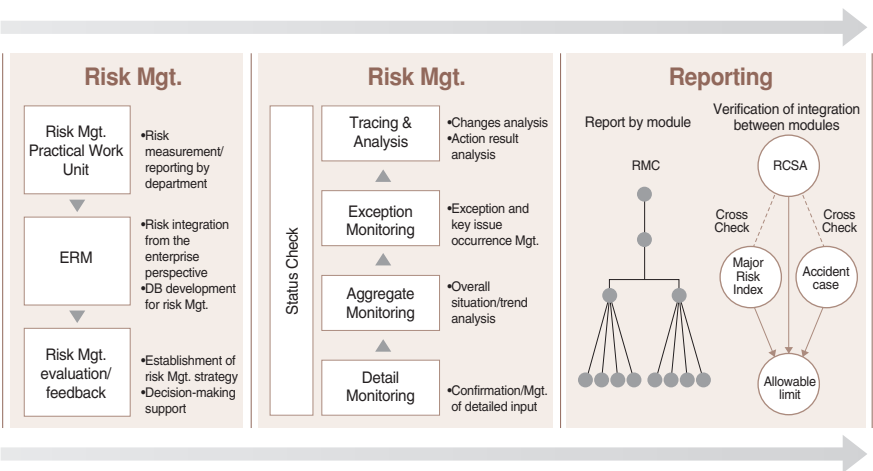 Risk Mgt.
Risk Mgt.
Practical Work
Unit
•Risk
measurement/
reporting by
department
ERM
•Risk integration
from the
enterprise
perspective
•DB development
for risk Mgt.
Risk Mgt.
evaluation/
feedback
•Establishment of
risk Mgt. strategy
•Decision-making
support
Risk Mgt.
Status Check
Tracing &
Analysis
•Changes analysis
•Action result
analysis
Exception
Monitoring
•Exception and
key issue
occurrence Mgt.
Aggregate
Monitoring
•Overall
situation/trend
analysis
Detail
Monitoring
•Confirmation/Mgt.
of detailed input
Reporting
Report by module
RMC
Verification of integration
between modules
RCSA
Cross
Check
Cross
Check
Major
Risk
Index
Accident
case
Allowable
limit